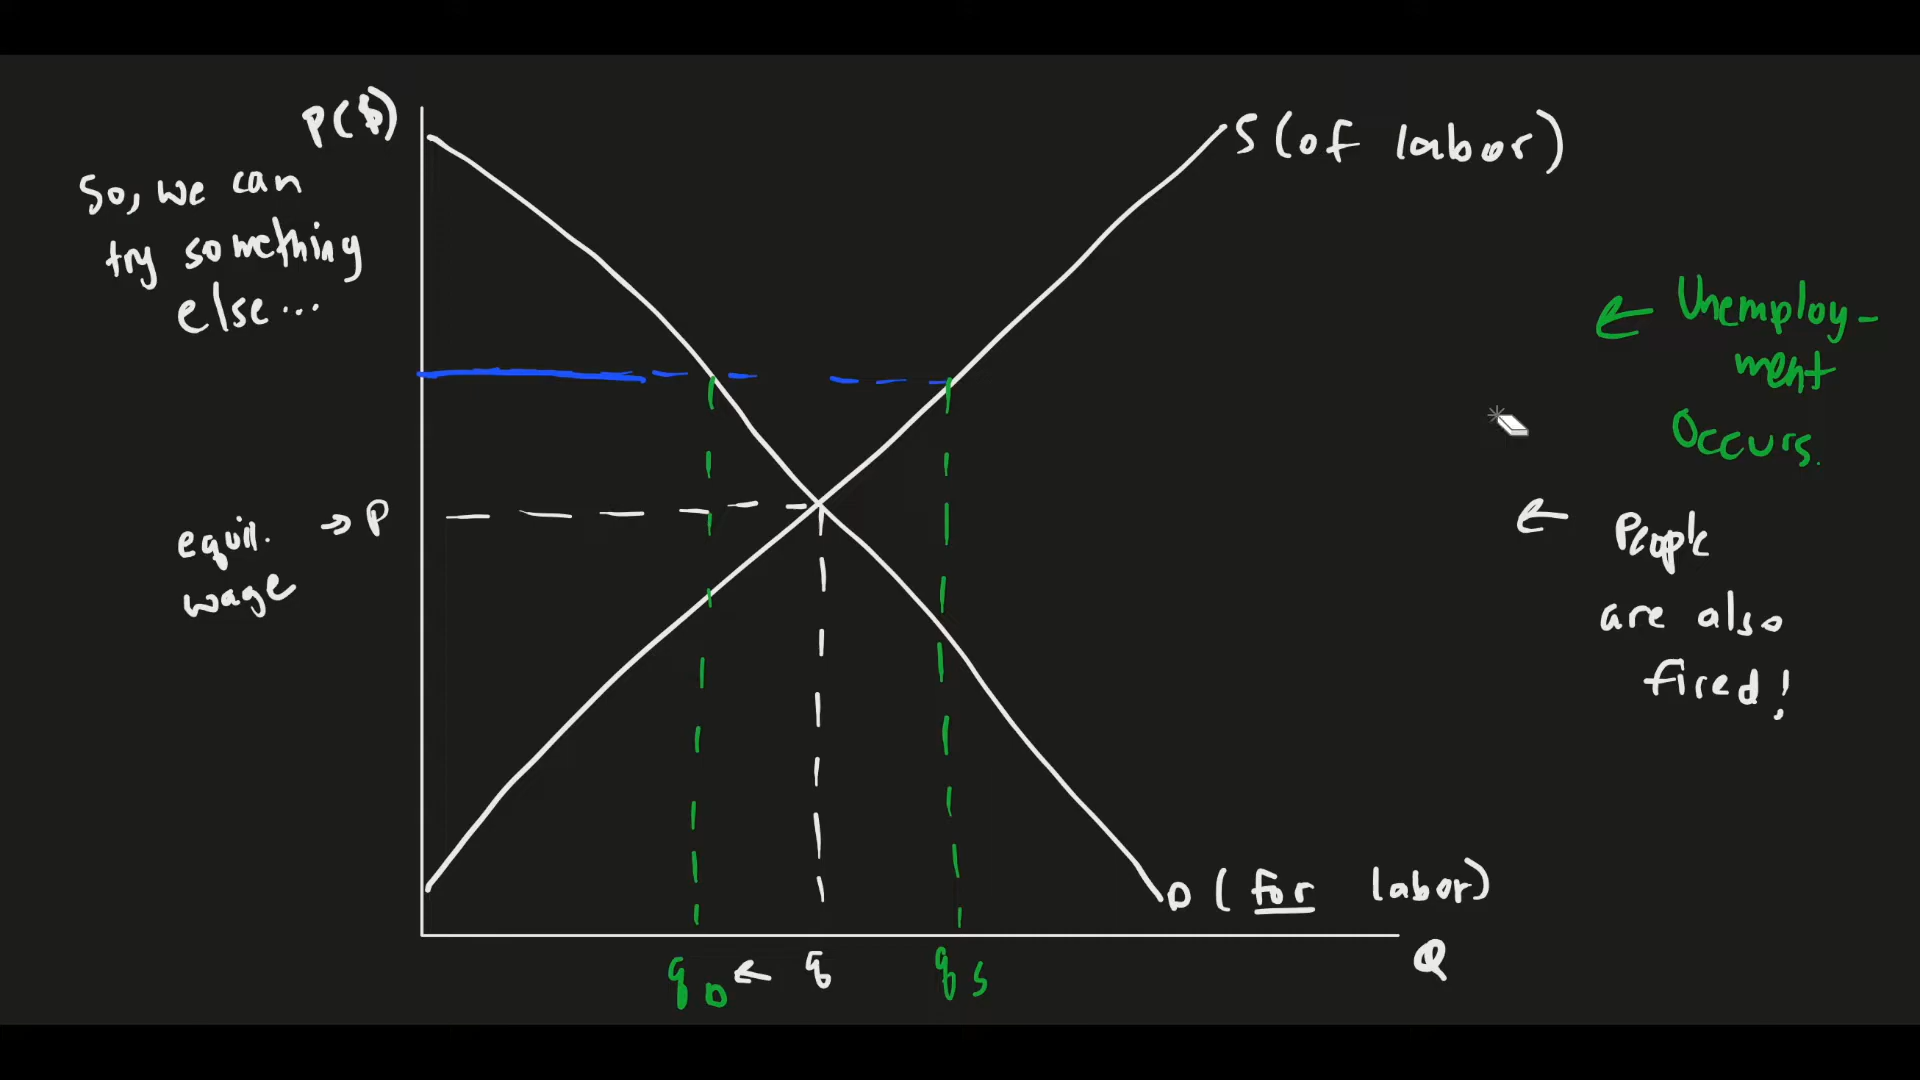 P($)
So, we can
try something
else...
S (of labor)
← Unemploy-
ment
Occurs.
equil. → P
wage
← People
are also
fired!
D (for labor)
Q
qD ← q
qs